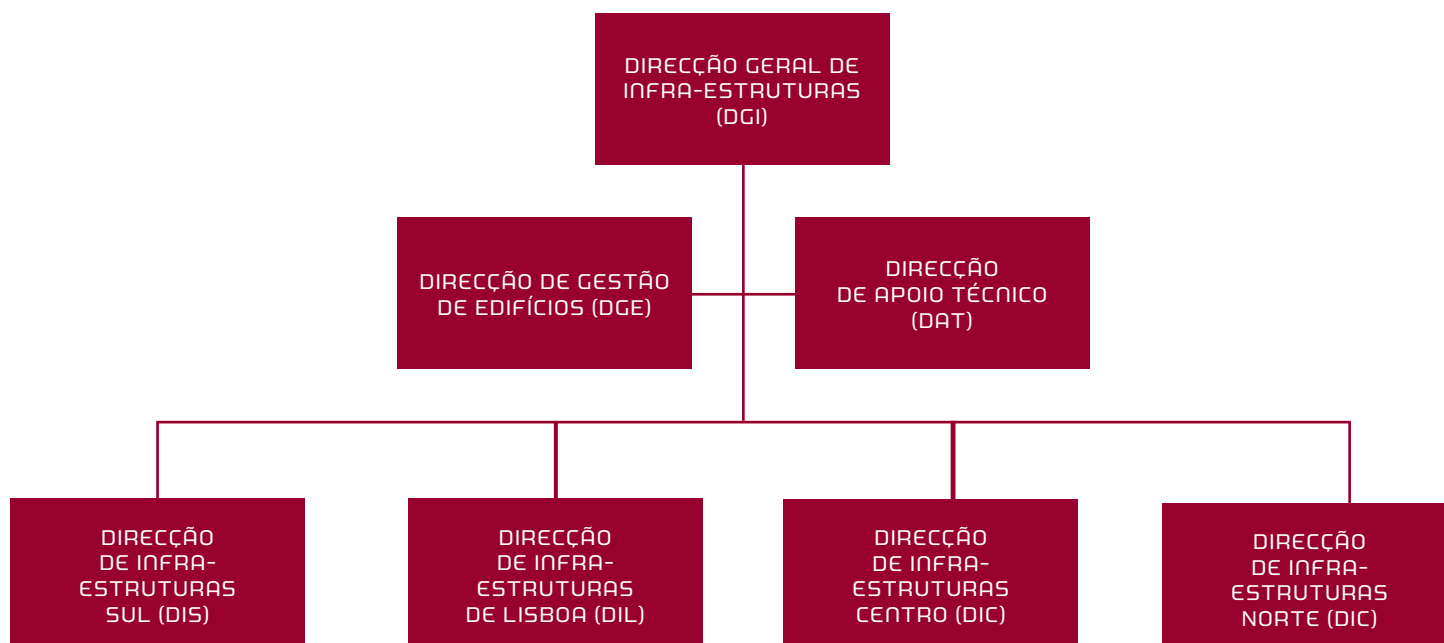 DIRECÇÃO GERAL DE
INFRA-ESTRUTURAS
(DGI)
DIRECÇÃO DE GESTÃO
DE EDIFÍCIOS (DGE)
DIRECÇÃO
DE APOIO TÉCNICO
(DAT)
DIRECÇÃO
DE INFRA-
ESTRUTURAS
SUL (DIS)
DIRECÇÃO
DE INFRA-
ESTRUTURAS
DE LISBOA (DIL)
DIRECÇÃO
DE INFRA-
ESTRUTURAS
CENTRO (DIC)
DIRECÇÃO
DE INFRA-
ESTRUTURAS
NORTE (DIC)